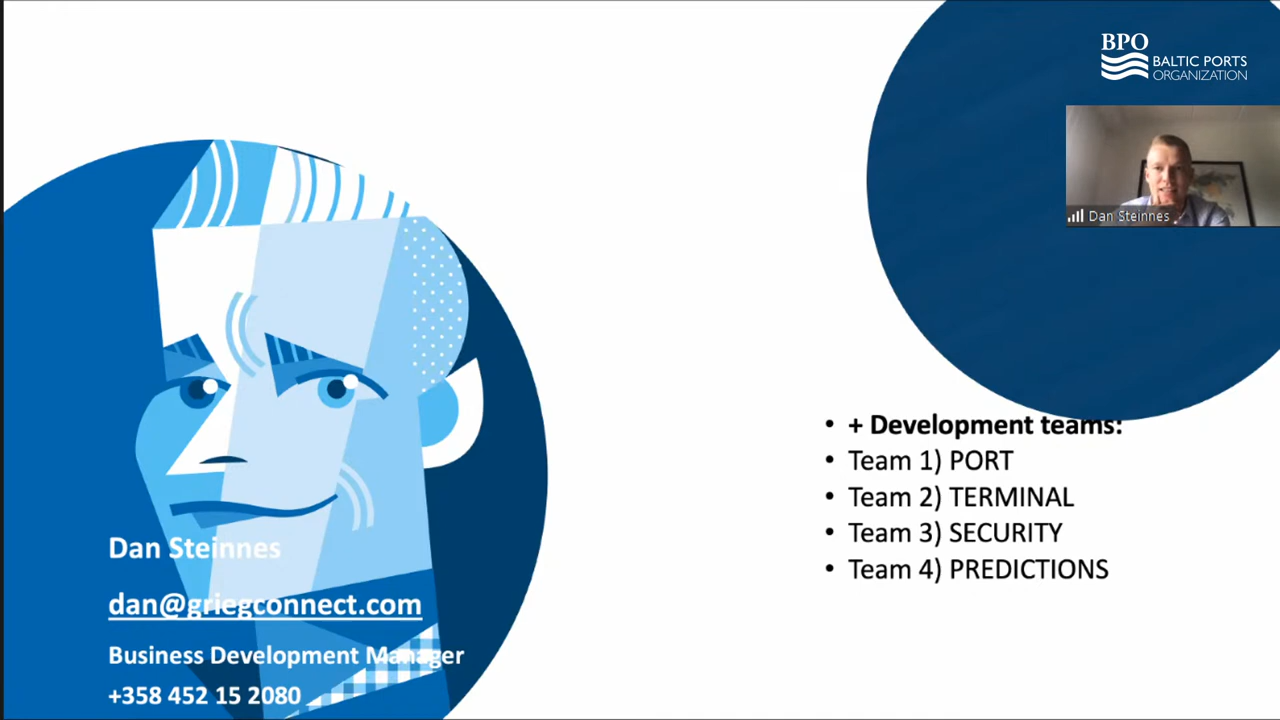 BPO
BALTIC PORTS
ORGANIZATION
Dan Steinnes
• + Development teams:
• Team 1) PORT
• Team 2) TERMINAL
• Team 3) SECURITY
• Team 4) PREDICTIONS
Dan Steinnes
dan@griegconnect.com
Business Development Manager
+358 452 15 2080